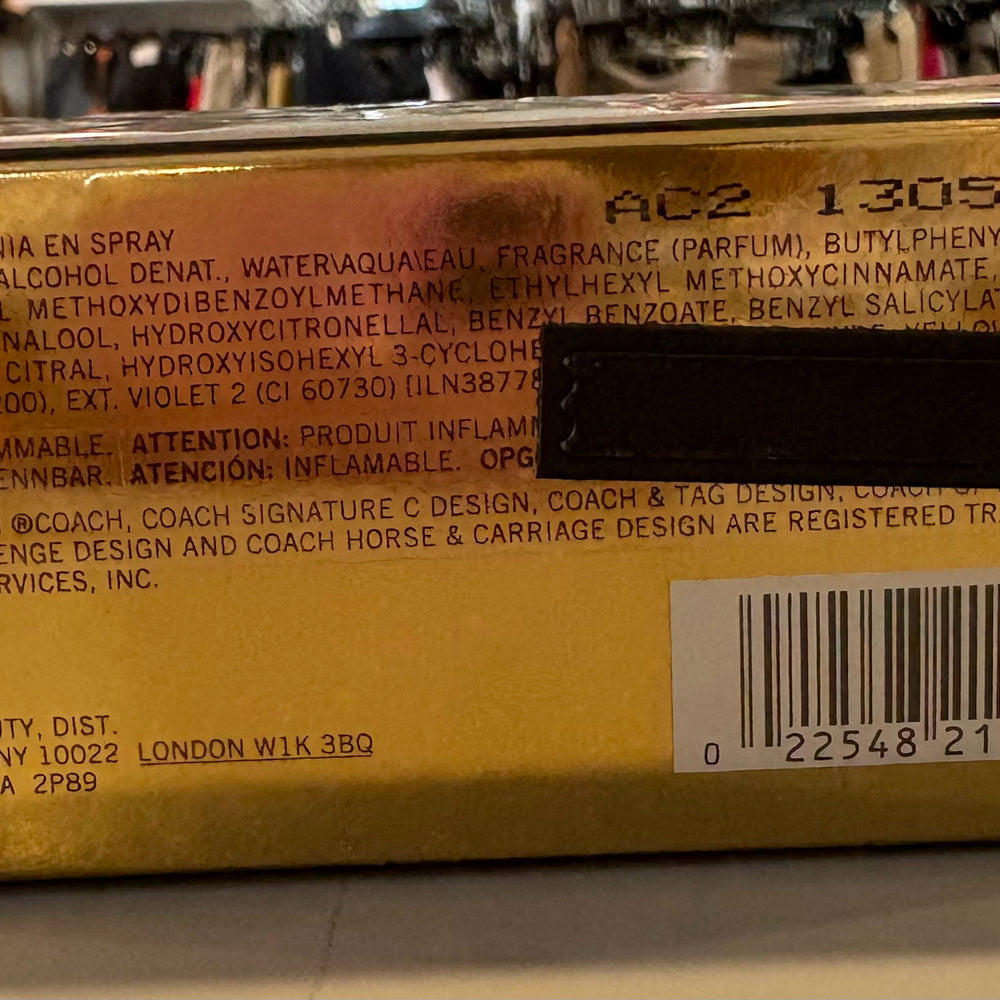 AC2 1305
NIA EN SPRAY
ALCOHOL DENAT., WATER\AQUA\EAU, FRAGRANCE (PARFUM), BUTYLPHENY
L METHOXYDIBENZOYLMETHANE, ETHYLHEXYL METHOXYCINNAMATE,
NALOOL, HYDROXYCITRONELLAL, BENZYL BENZOATE, BENZYL SALICYLAT
CITRAL, HYDROXYISOHEXYL 3-CYCLOHE
200), EXT. VIOLET 2 (CI 60730) [ILN38778
MMABLE. ATTENTION: PRODUIT INFLAMM
ENNBAR. ATENCIÓN: INFLAMABLE. OPG
®COACH, COACH SIGNATURE C DESIGN, COACH & TAG DESIGN, COACH
ENGE DESIGN AND COACH HORSE & CARRIAGE DESIGN ARE REGISTERED TR
RVICES, INC.
UTY, DIST.
NY 10022 LONDON W1K 3BQ
A 2P89
0 22548 21